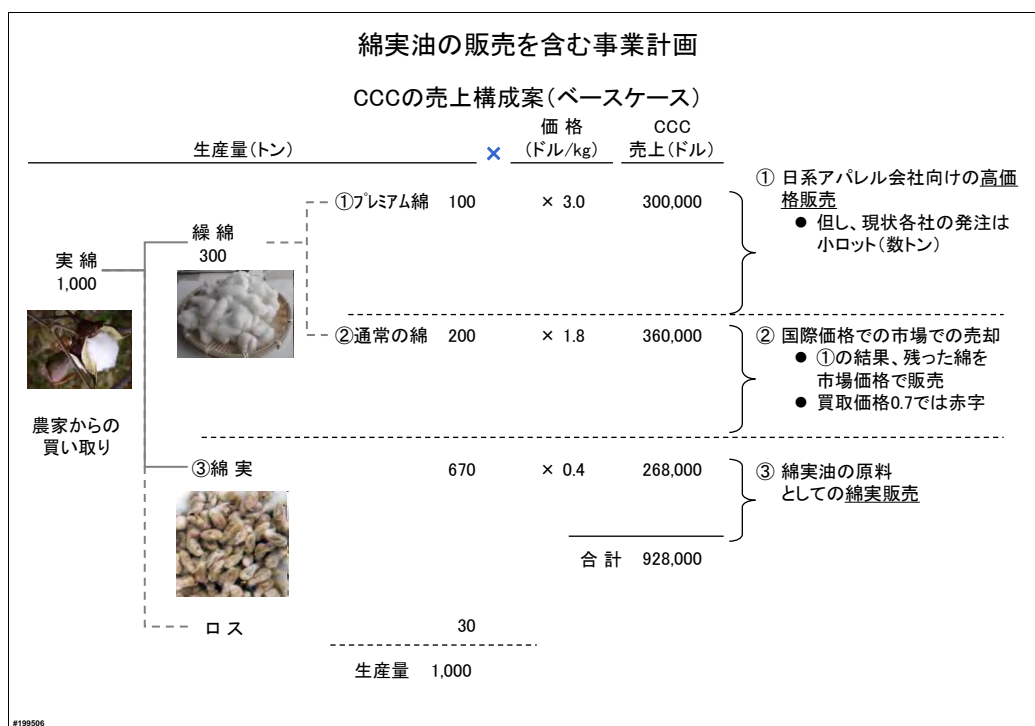 綿実油の販売を含む事業計画
CCCの売上構成案(ベースケース)
生産量(トン)
×
価 格
(ドル/kg)
CCC
売上(ドル)
実 綿
1,000
農家からの
買い取り
繰 綿
300
①プレミアム綿 100 × 3.0 300,000
②通常の綿 200 × 1.8 360,000
③綿 実 670 × 0.4 268,000
合 計 928,000
ロ ス 30
生産量 1,000
① 日系アパレル会社向けの高価
格販売
● 但し、現状各社の発注は
小ロット(数トン)
② 国際価格での市場での売却
● ①の結果、残った綿を
市場価格で販売
● 買取価格0.7では赤字
③ 綿実油の原料
としての綿実販売
#199506